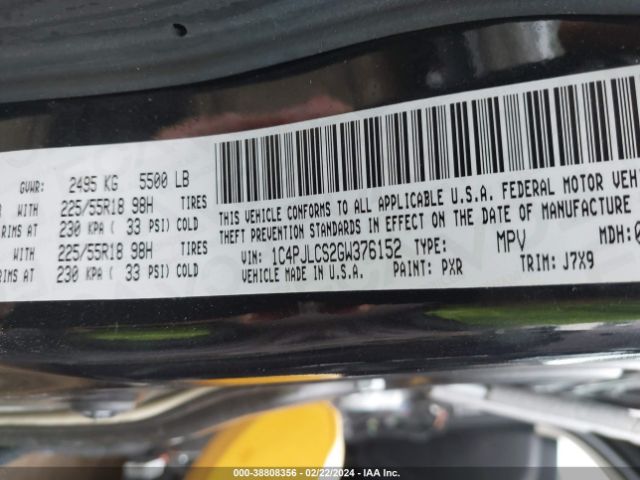 GVWR: 2495 KG 5500 LB
WITH 225/55R18 98H TIRES
RIMS AT 230 KPA ( 33 PSI) COLD
WITH 225/55R18 98H TIRES
RIMS AT 230 KPA ( 33 PSI) COLD
THIS VEHICLE CONFORMS TO ALL APPLICABLE U.S.A. FEDERAL MOTOR
THEFT PREVENTION STANDARDS IN EFFECT ON THE DATE OF MANUFACTURE
VIN: 1C4PJLCS2GW376152 TYPE: MPV MDH:
VEHICLE MADE IN U.S.A. PAINT: PXR TRIM: J7X9
000-38808356 - 02/22/2024 - IAA Inc.